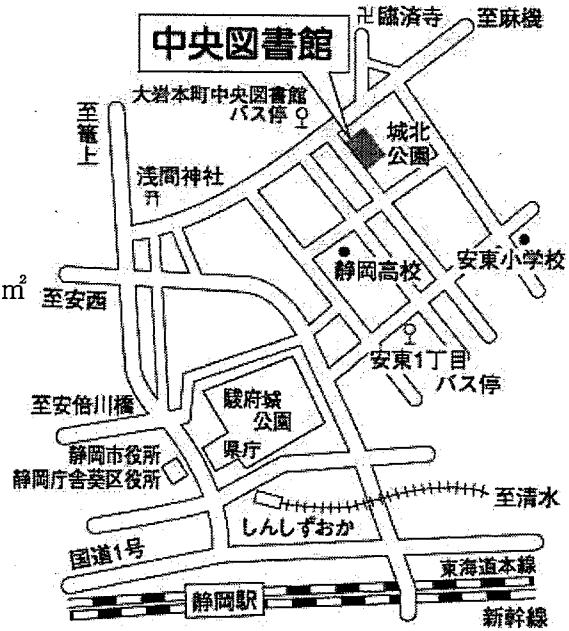 卍臨済寺
至麻機
中央図書館
大岩本町中央図書館
バス停
至籠上
城北
公園
浅間神社
安東小学校
静岡高校
㎡
至安西
安東1丁目
バス停
駿府城
公園
至安倍川橋
県庁
静岡市役所
静岡庁舎葵区役所
至清水
しんしずおか
国道1号
東海道本線
静岡駅
新幹線